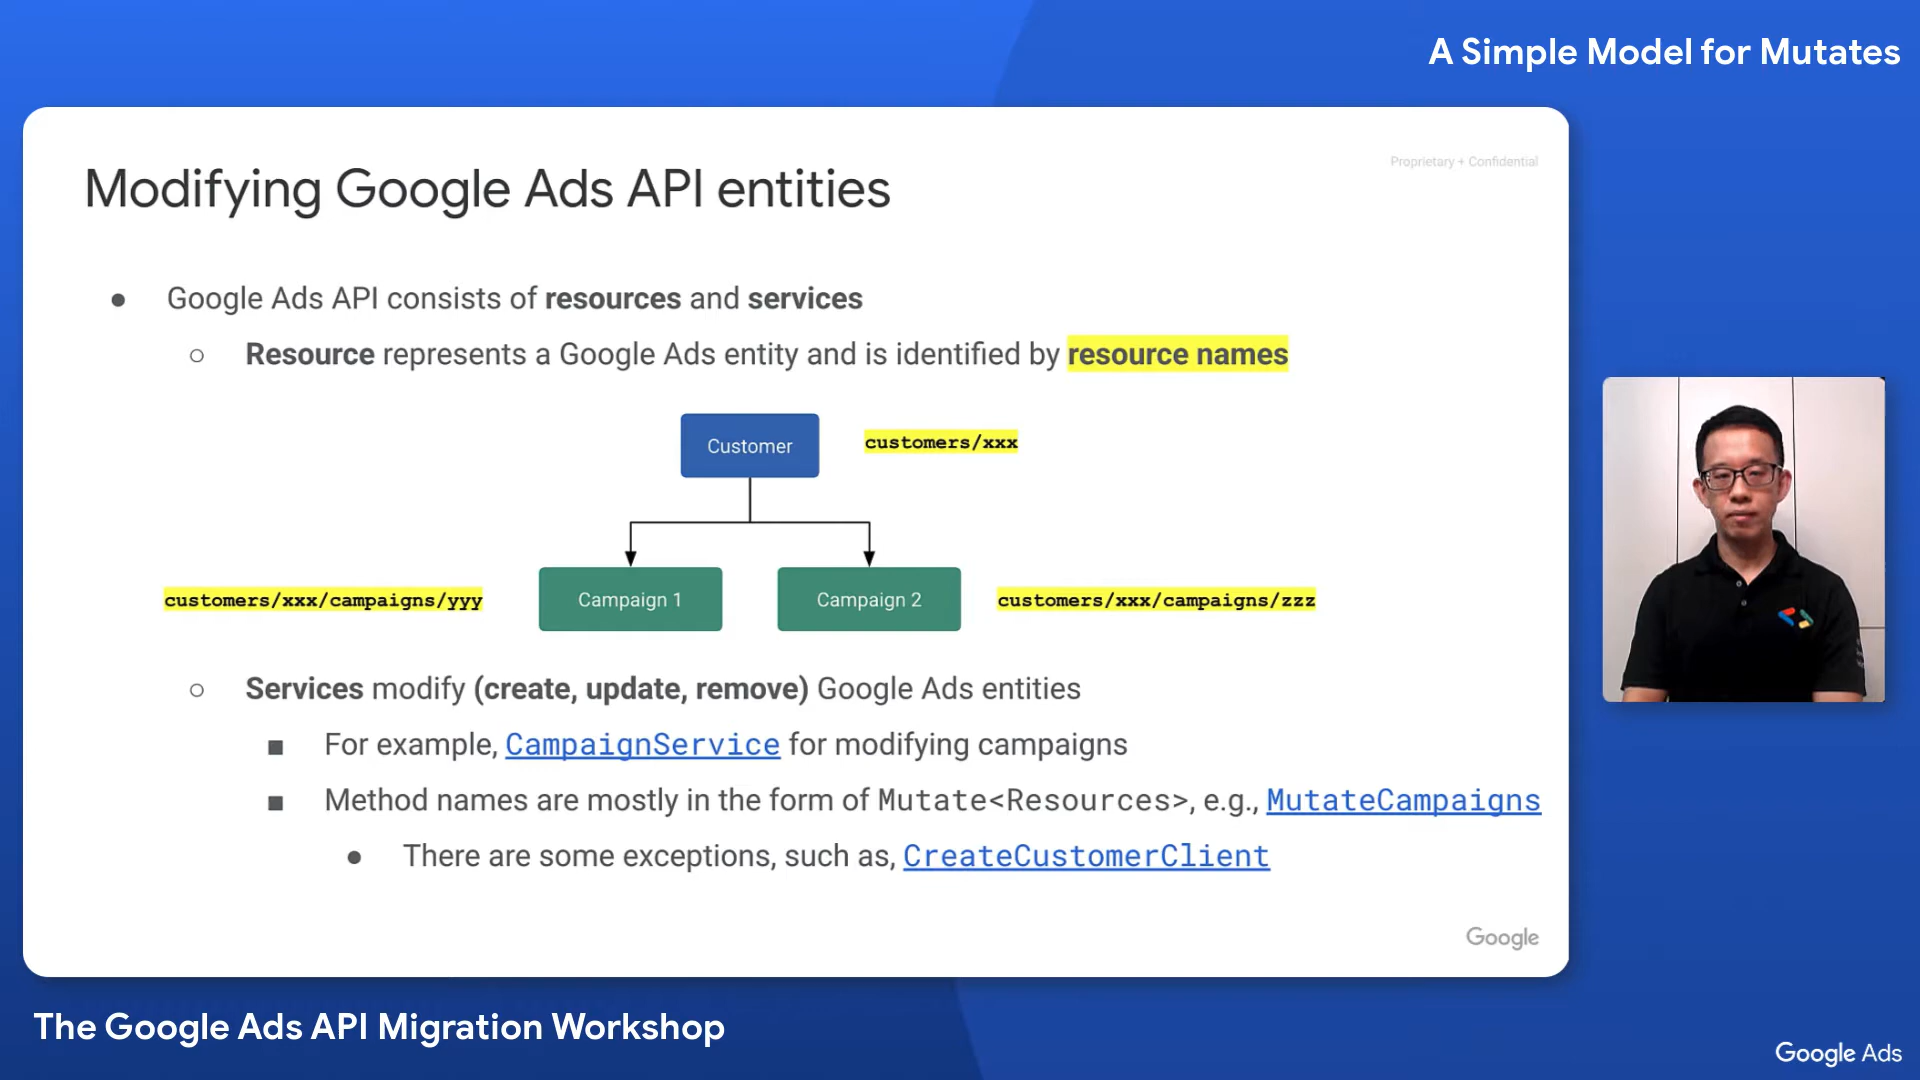 A Simple Model for Mutates
Proprietary + Confidential
Modifying Google Ads API entities
● Google Ads API consists of resources and services
○ Resource represents a Google Ads entity and is identified by resource names
Customer
customers/xxx
customers/xxx/campaigns/yyy
Campaign 1
Campaign 2
customers/xxx/campaigns/zzz
○ Services modify (create, update, remove) Google Ads entities
■ For example, CampaignService for modifying campaigns
■ Method names are mostly in the form of Mutate<Resources>, e.g., MutateCampaigns
● There are some exceptions, such as, CreateCustomerClient
Google
The Google Ads API Migration Workshop
Google Ads